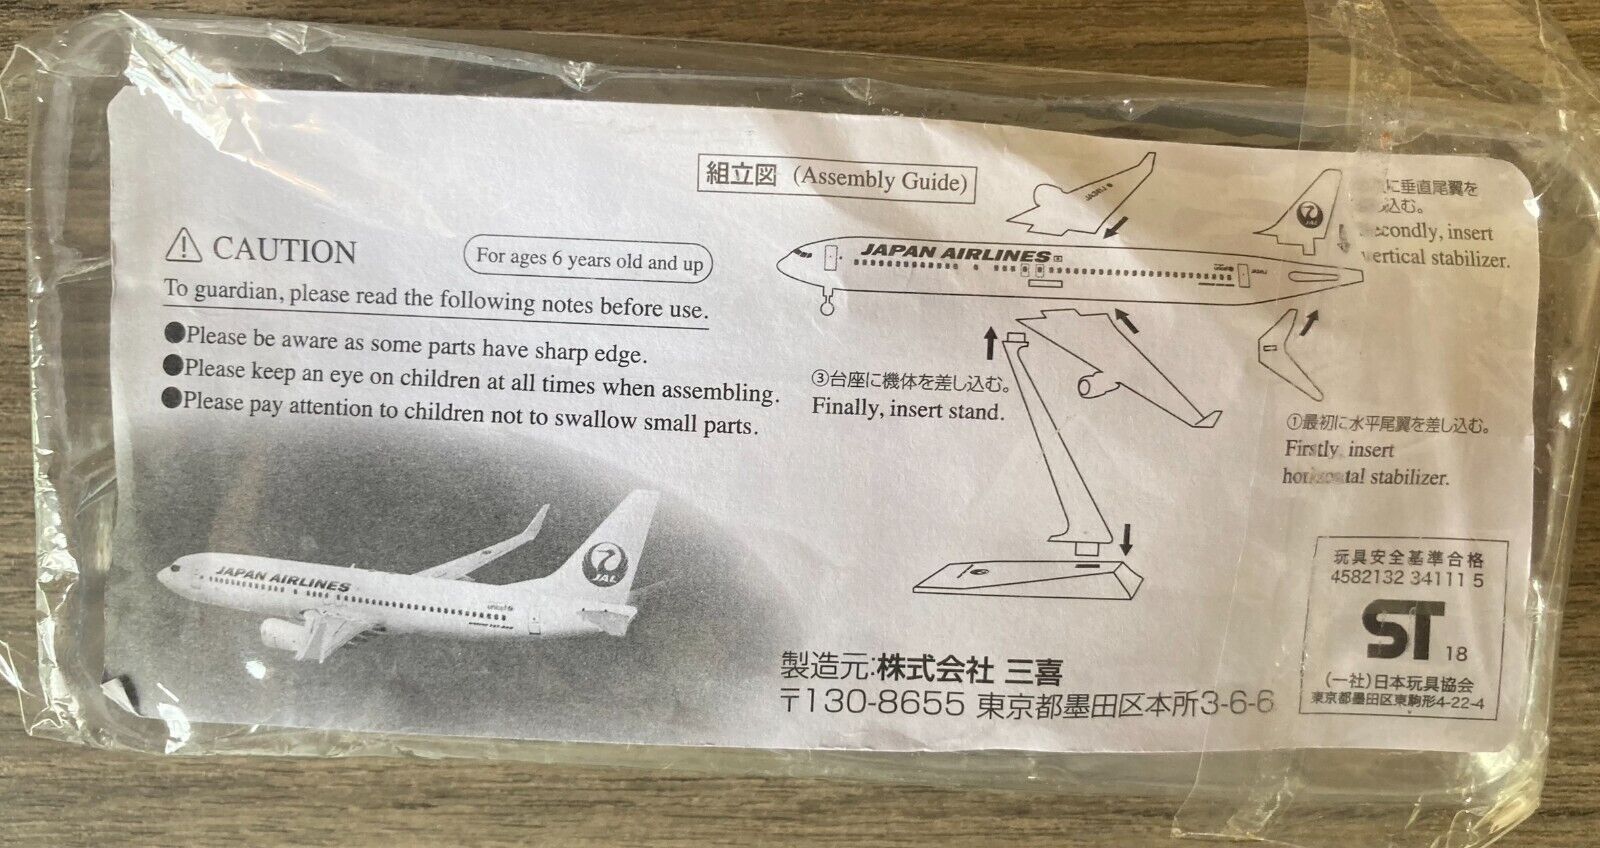 組立図 (Assembly Guide)
⚠ CAUTION
For ages 6 years old and up
To guardian, please read the following notes before use.
●Please be aware as some parts have sharp edge.
●Please keep an eye on children at all times when assembling.
●Please pay attention to children not to swallow small parts.
JAPAN AIRLINES
JAL
に垂直尾翼を
込む。
econdly, insert
ertical stabilizer.
③台座に機体を差し込む。
Finally, insert stand.
①最初に水平尾翼を差し込む。
Firstly, insert
horizontal stabilizer.
JAPAN AIRLINES
unicef
JAL
製造元:株式会社 三喜
〒130-8655 東京都墨田区本所3-6-6
玩具安全基準合格
4582132 34111 5
ST 18
(一社)日本玩具協会
東京都墨田区東駒形4-22-4